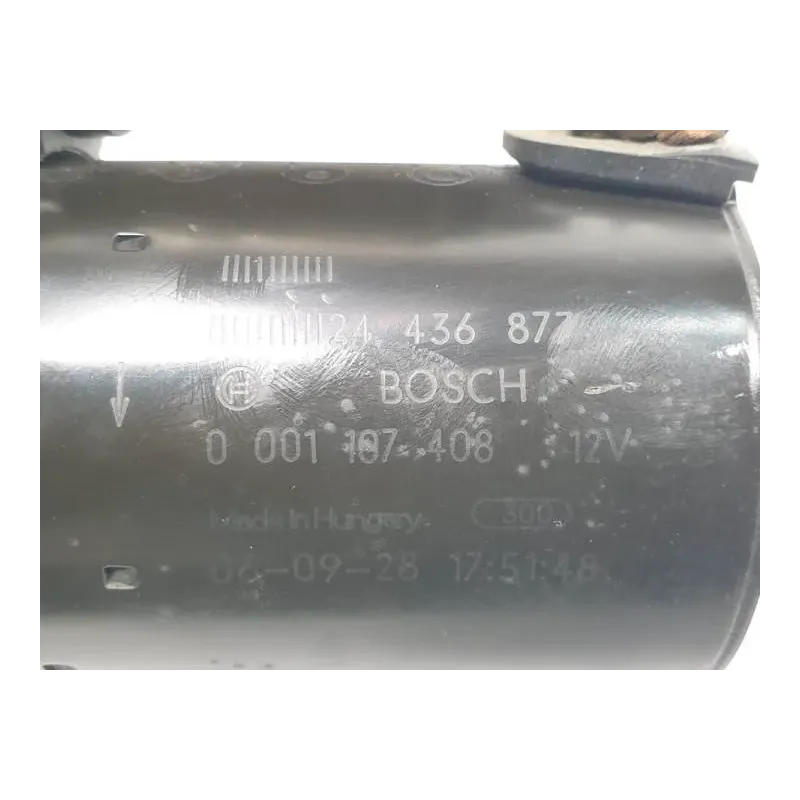 24 436 877
BOSCH
0 001 107 408 12V
Made in Hungary 300
06-09-28 17:51:48